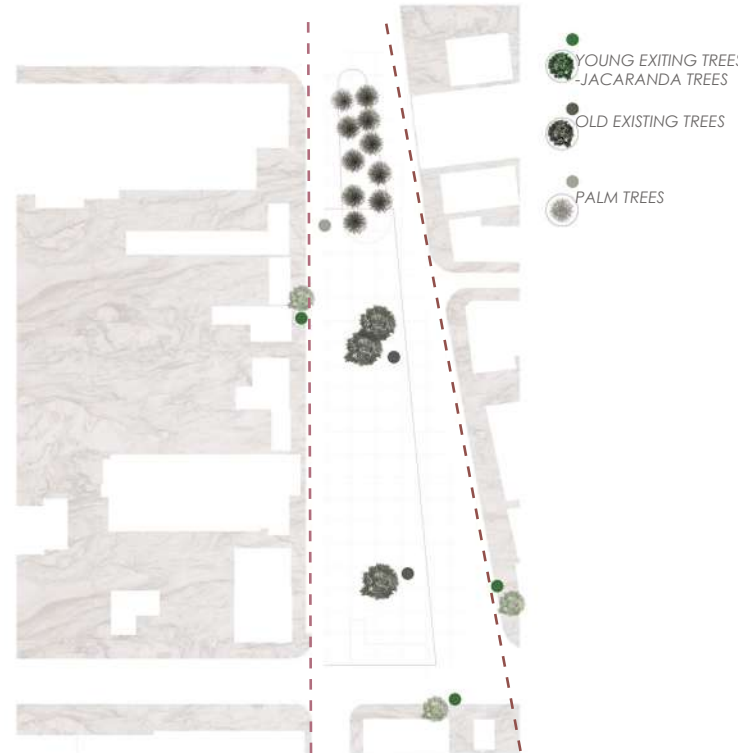 YOUNG EXITING TREES
-JACARANDA TREES
OLD EXISTING TREES
PALM TREES